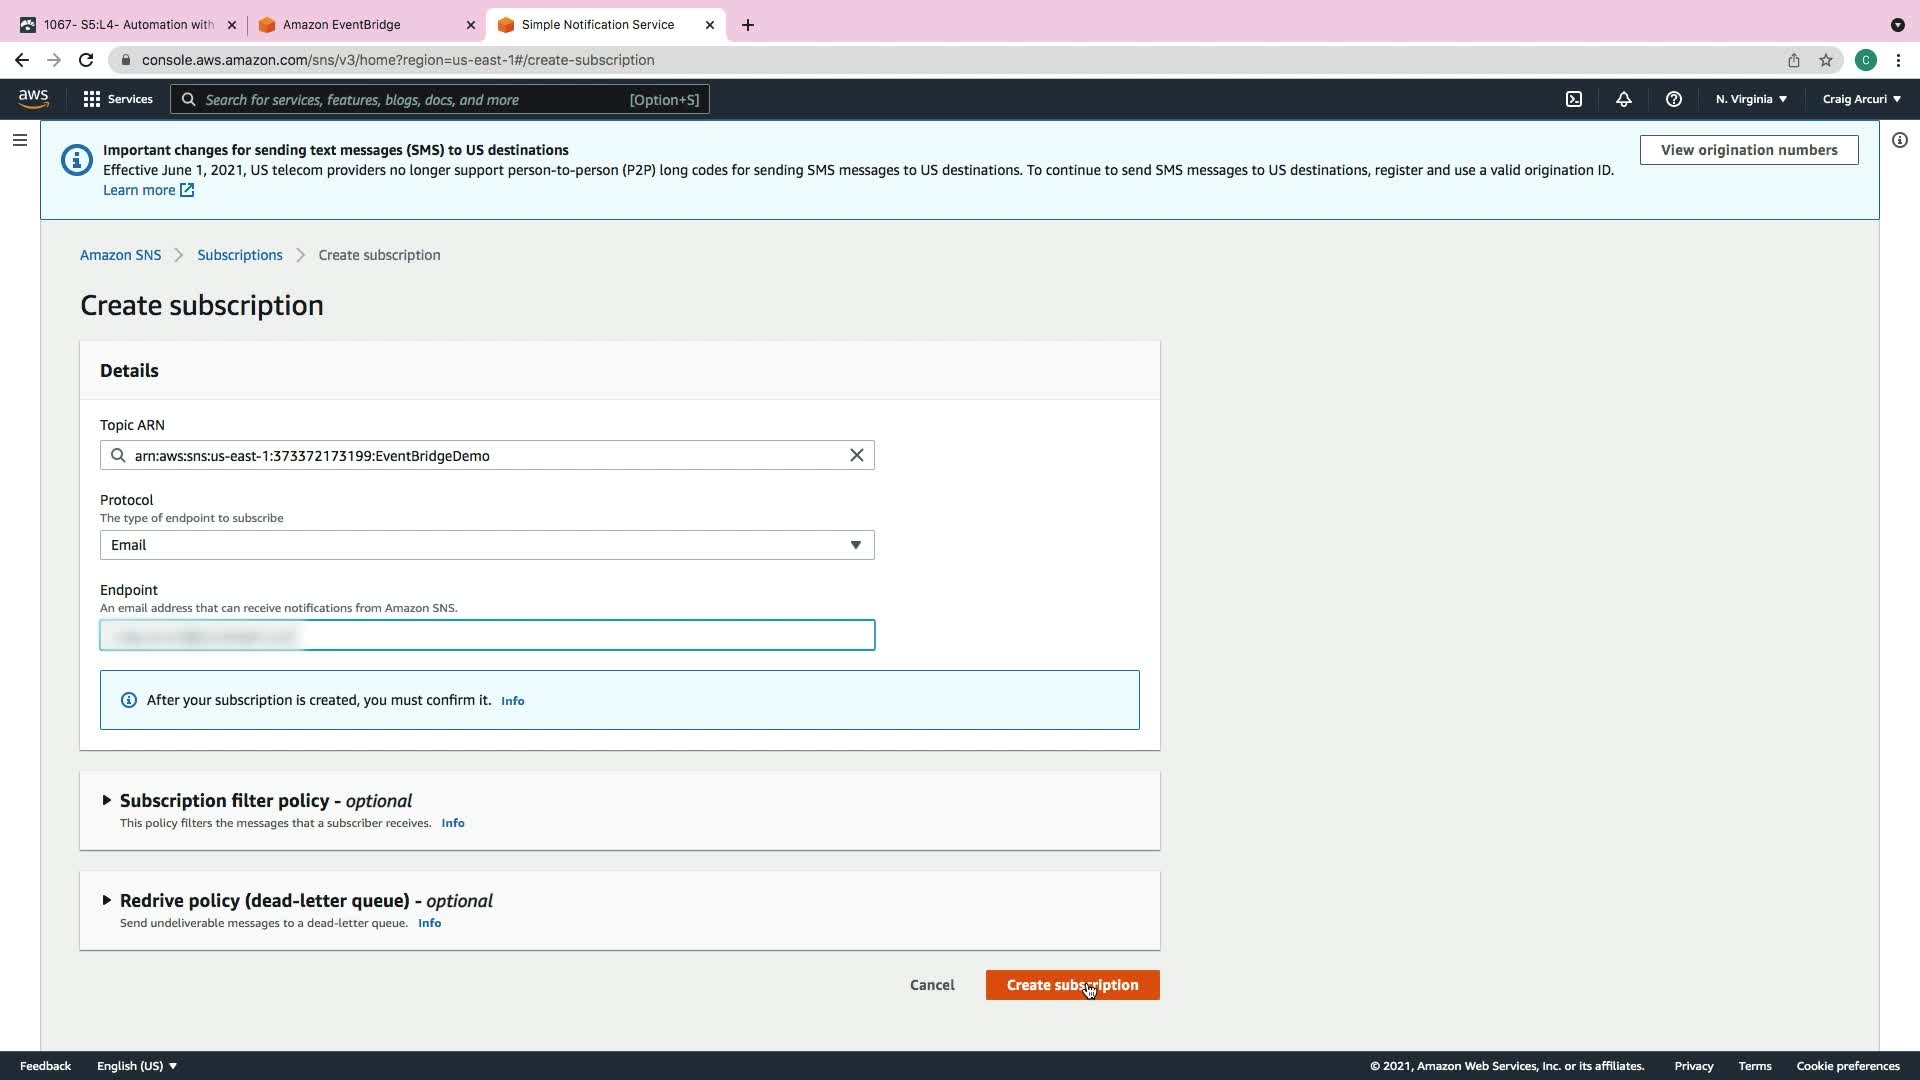 1067- S5:L4- Automation with
Amazon EventBridge
Simple Notification Service
console.aws.amazon.com/sns/v3/home?region=us-east-1#/create-subscription
C
aws
Services
Search for services, features, blogs, docs, and more
[Option+S]
N. Virginia
Craig Arcuri
Important changes for sending text messages (SMS) to US destinations
Effective June 1, 2021, US telecom providers no longer support person-to-person (P2P) long codes for sending SMS messages to US destinations. To continue to send SMS messages to US destinations, register and use a valid origination ID.
Learn more
View origination numbers
Amazon SNS
Subscriptions
Create subscription
Create subscription
Details
Topic ARN
arn:aws:sns:us-east-1:373372173199:EventBridgeDemo
Protocol
The type of endpoint to subscribe
Email
Endpoint
An email address that can receive notifications from Amazon SNS.
After your subscription is created, you must confirm it. Info
Subscription filter policy - optional
This policy filters the messages that a subscriber receives. Info
Redrive policy (dead-letter queue) - optional
Send undeliverable messages to a dead-letter queue. Info
Cancel
Create subscription
Feedback
English (US)
© 2021, Amazon Web Services, Inc. or its affiliates.
Privacy
Terms
Cookie preferences